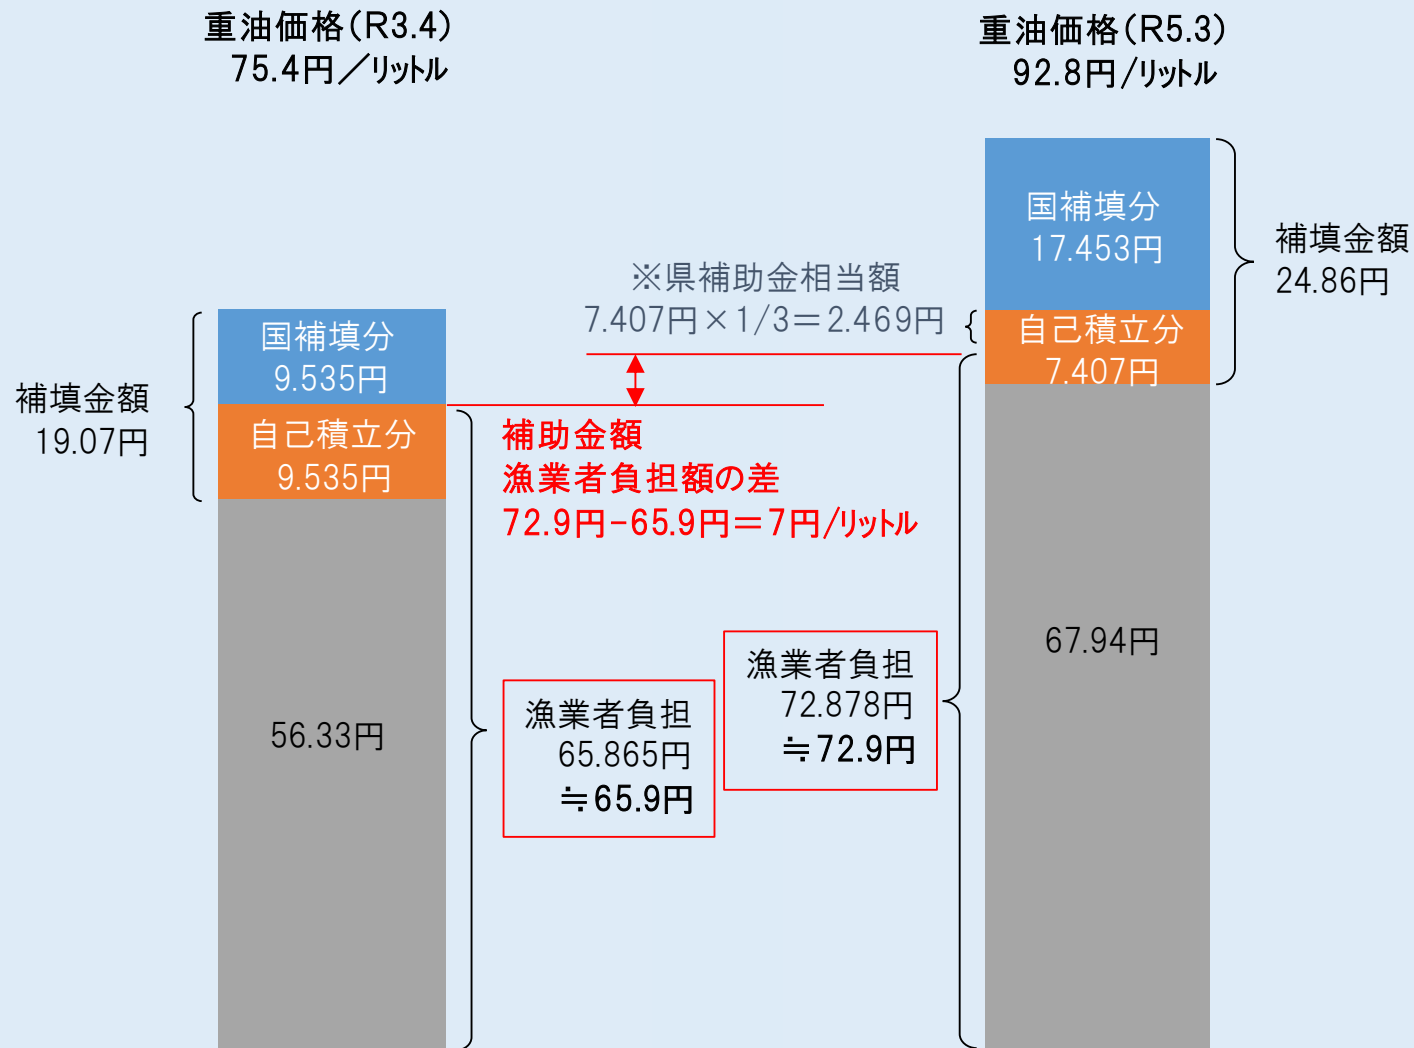 重油価格（R3.4）
75.4円／リットル
重油価格（R5.3）
92.8円/リットル
国補填分
17.453円
補填金額
24.86円
※県補助金相当額
7.407円×1/3＝2.469円
自己積立分
7.407円
国補填分
9.535円
補填金額
19.07円
自己積立分
9.535円
補助金額
漁業者負担額の差
72.9円−65.9円＝7円/リットル
67.94円
漁業者負担
72.878円
≒72.9円
漁業者負担
65.865円
≒65.9円
56.33円